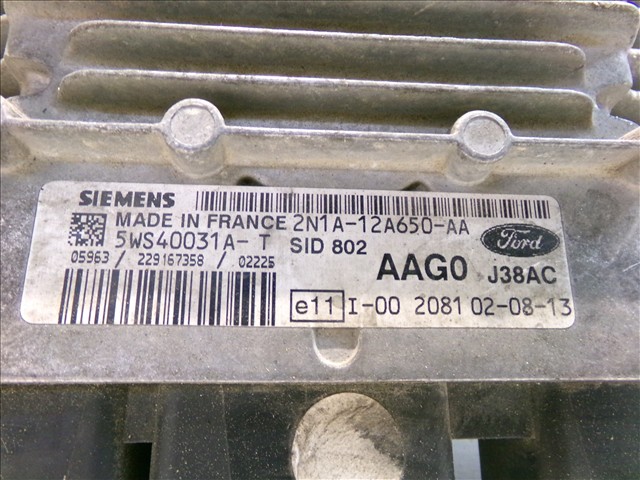 SIEMENS
MADE IN FRANCE 2N1A-12A650-AA
5WS40031A-T SID 802
Ford
05963 / 229167358 / 02225
AAG0 J38AC
e11 I-00 2081 02-08-13